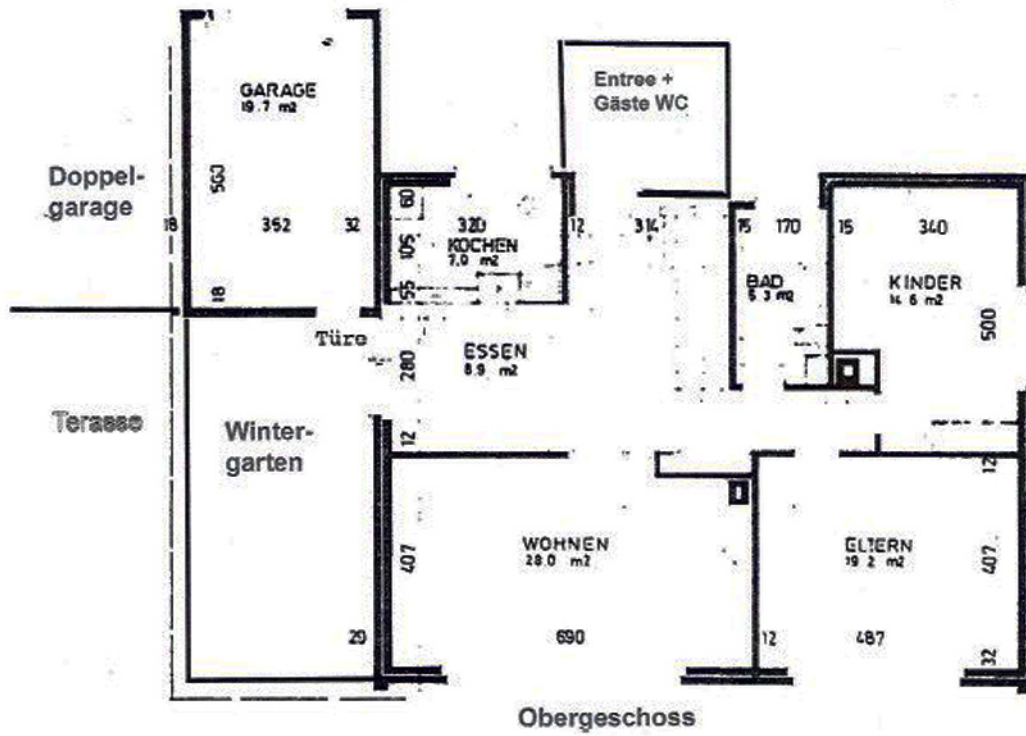 GARAGE
19.7 m2
Entree +
Gäste WC
Doppel-
garage
560
60
18
352
32
320
12
314
15
170
15
340
105
KOCHEN
7.0 m2
BAD
5.3 m2
KINDER
14.6 m2
18
55
Türe
500
ESSEN
8.9 m2
280
Terasse
Winter-
garten
12
12
WOHNEN
28.0 m2
ELTERN
19.2 m2
407
407
29
690
12
487
32
Obergeschoss